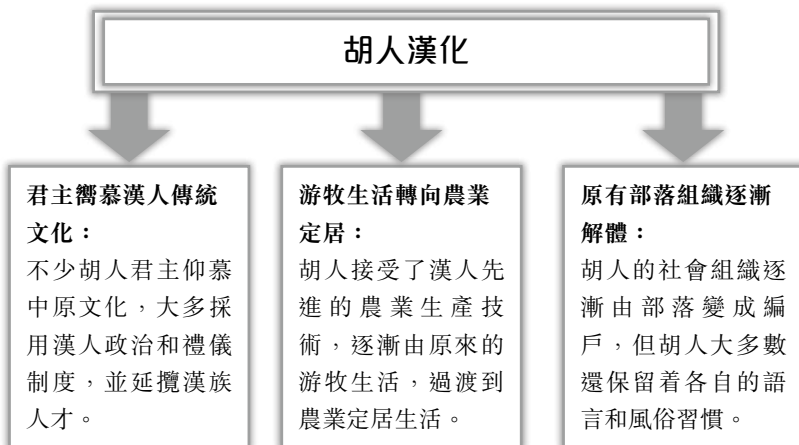 胡人漢化
君主嚮慕漢人傳統
文化：
不少胡人君主仰慕
中原文化，大多採
用漢人政治和禮儀
制度，並延攬漢族
人才。
游牧生活轉向農業
定居：
胡人接受了漢人先
進的農業生產技
術，逐漸由原來的
游牧生活，過渡到
農業定居生活。
原有部落組織逐漸
解體：
胡人的社會組織逐
漸由部落變成編
戶，但胡人大多數
還保留着各自的語
言和風俗習慣。